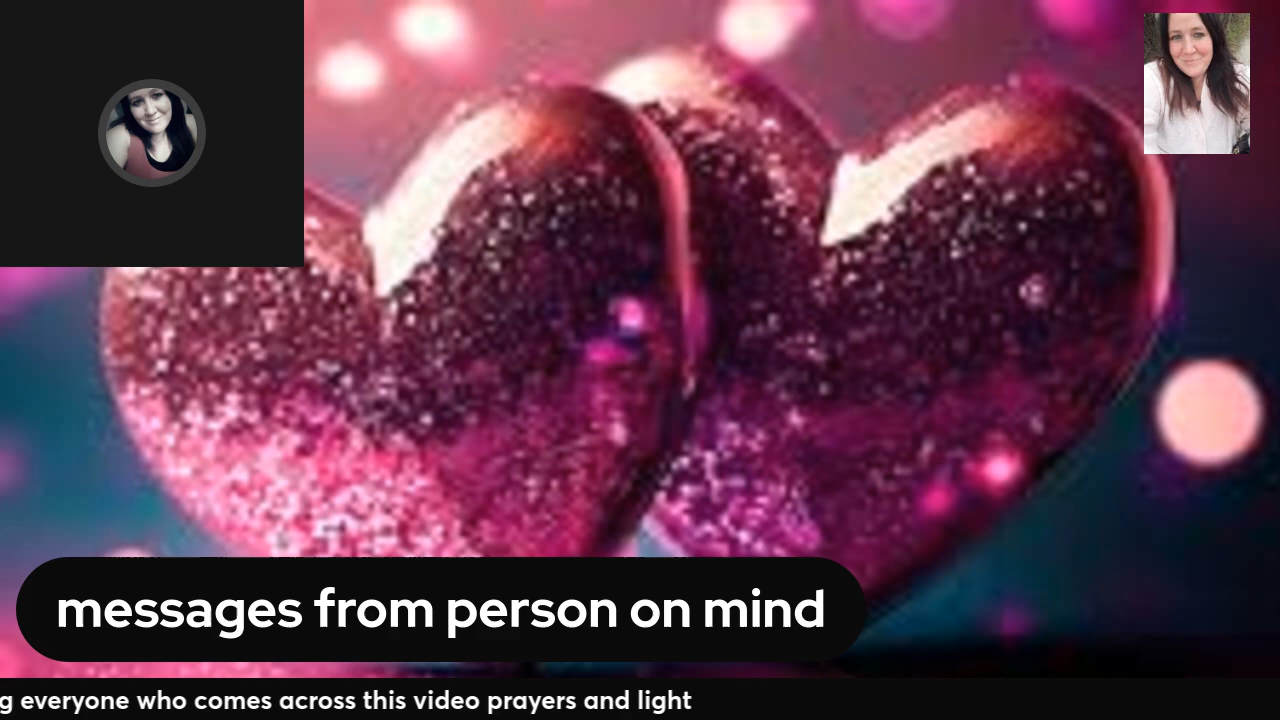 messages from person on mind
g everyone who comes across this video prayers and light